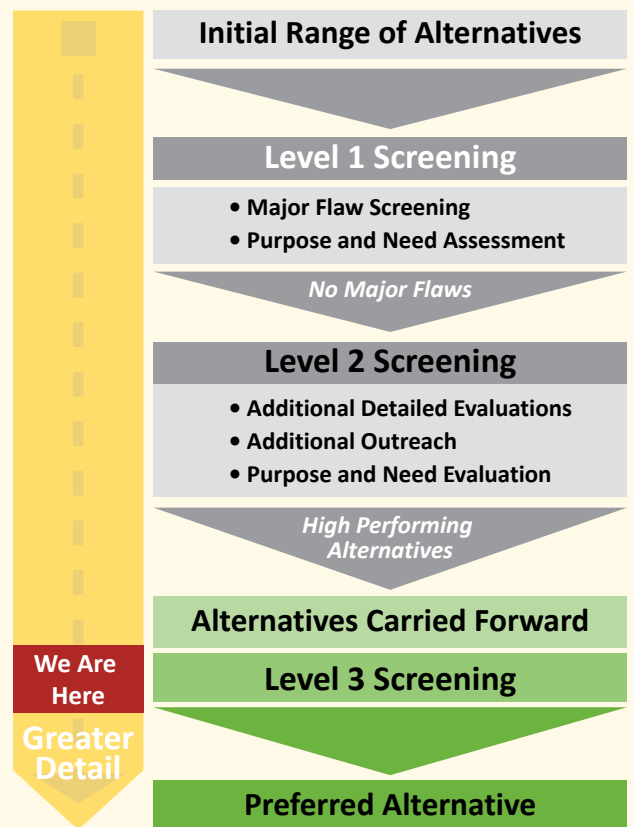 Initial Range of Alternatives
Level 1 Screening
• Major Flaw Screening
• Purpose and Need Assessment
No Major Flaws
Level 2 Screening
• Additional Detailed Evaluations
• Additional Outreach
• Purpose and Need Evaluation
High Performing
Alternatives
Alternatives Carried Forward
We Are
Here
Level 3 Screening
Greater
Detail
Preferred Alternative